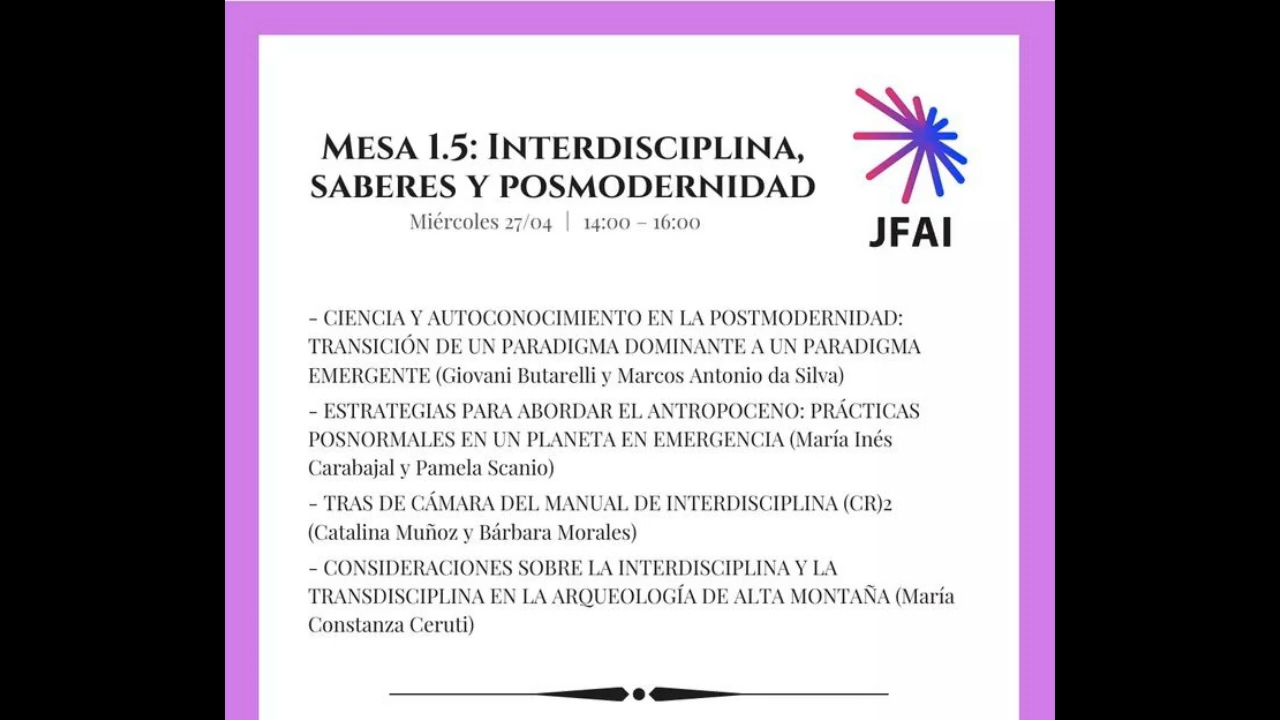 MESA 1.5: INTERDISCIPLINA,
SABERES Y POSMODERNIDAD
Miércoles 27/04 | 14:00 – 16:00
JFAI
- CIENCIA Y AUTOCONOCIMIENTO EN LA POSTMODERNIDAD:
TRANSICIÓN DE UN PARADIGMA DOMINANTE A UN PARADIGMA
EMERGENTE (Giovani Butarelli y Marcos Antonio da Silva)
- ESTRATEGIAS PARA ABORDAR EL ANTROPOCENO: PRÁCTICAS
POSNORMALES EN UN PLANETA EN EMERGENCIA (María Inés
Carabajal y Pamela Scanio)
- TRAS DE CÁMARA DEL MANUAL DE INTERDISCIPLINA (CR)2
(Catalina Muñoz y Bárbara Morales)
- CONSIDERACIONES SOBRE LA INTERDISCIPLINA Y LA
TRANSDISCIPLINA EN LA ARQUEOLOGÍA DE ALTA MONTAÑA (María
Constanza Ceruti)